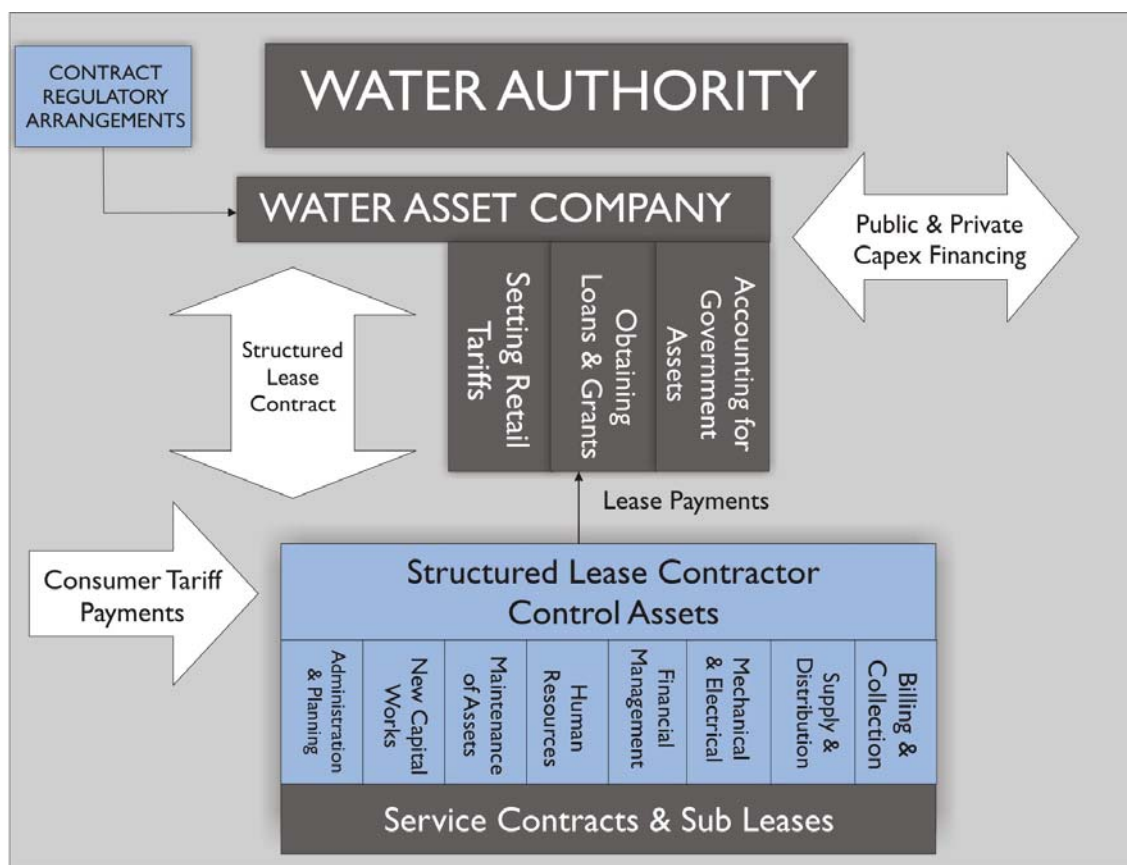 CONTRACT
REGULATORY
ARRANGEMENTS
WATER AUTHORITY
WATER ASSET COMPANY
Public & Private
Capex Financing
Setting Retail
Tariffs
Obtaining
Loans & Grants
Accounting for
Government
Assets
Structured
Lease
Contract
Lease Payments
Consumer Tariff
Payments
Structured Lease Contractor
Control Assets
Administration
& Planning
New Capital
Works
Maintenance
of Assets
Human
Resources
Financial
Management
Mechanical
& Electrical
Supply &
Distribution
Billing &
Collection
Service Contracts & Sub Leases